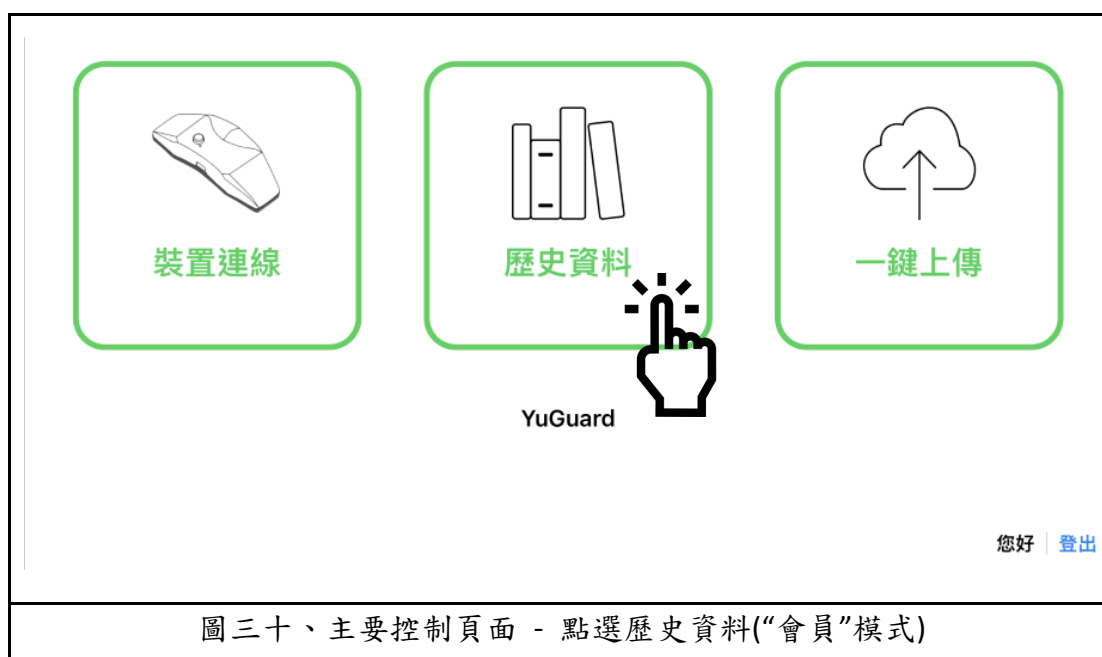 裝置連線
歷史資料
一鍵上傳
YuGuard
您好 登出
圖三十、主要控制頁面 - 點選歷史資料(“會員”模式)